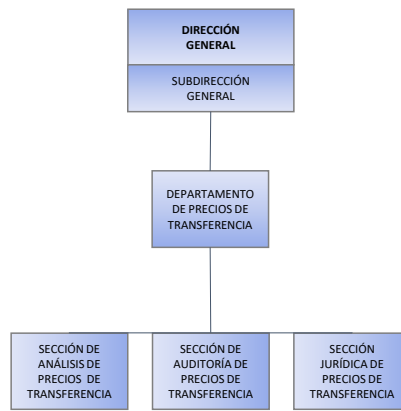 DIRECCIÓN
GENERAL
SUBDIRECCIÓN
GENERAL
DEPARTAMENTO
DE PRECIOS DE
TRANSFERENCIA
SECCIÓN DE
ANÁLISIS DE
PRECIOS DE
TRANSFERENCIA
SECCIÓN DE
AUDITORÍA DE
PRECIOS DE
TRANSFERENCIA
SECCIÓN
JURÍDICA DE
PRECIOS DE
TRANSFERENCIA